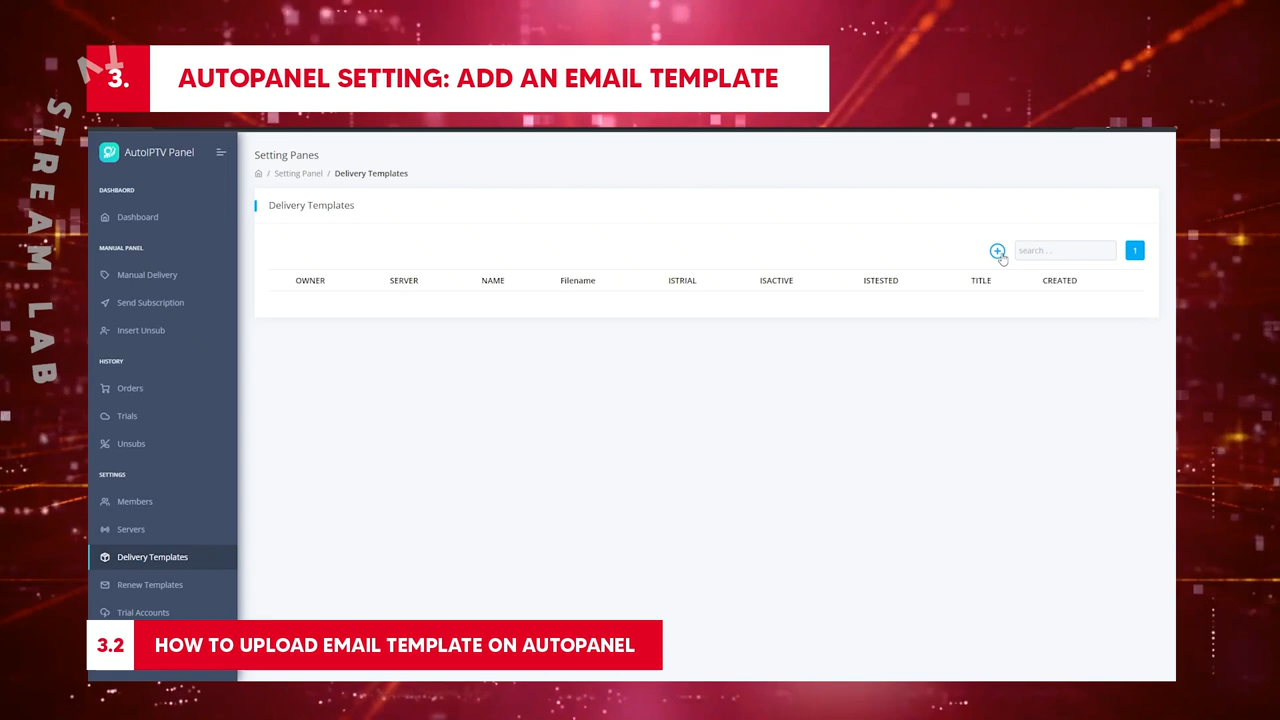 3.
AUTOPANEL SETTING: ADD AN EMAIL TEMPLATE
STREAM LAB
AutoIPTV Panel
DASHBAORD
Dashboard
MANUAL PANEL
Manual Delivery
Send Subscription
Insert Unsub
HISTORY
Orders
Trials
Unsubs
SETTINGS
Members
Servers
Delivery Templates
Renew Templates
Trial Accounts
Setting Panes
/ Setting Panel / Delivery Templates
Delivery Templates
search . .
1
OWNER SERVER NAME Filename ISTRIAL ISACTIVE ISTESTED TITLE CREATED
3.2
HOW TO UPLOAD EMAIL TEMPLATE ON AUTOPANEL